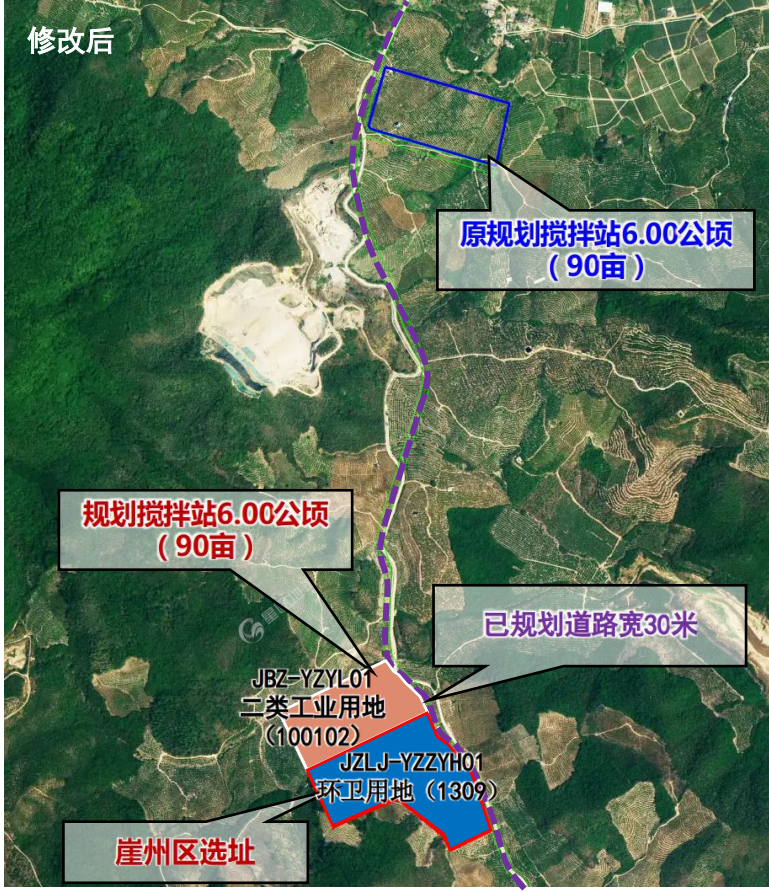 修改后
原规划搅拌站6.00公顷
（90亩）
规划搅拌站6.00公顷
（90亩）
已规划道路宽30米
JBZ-YZYL01
二类工业用地
（100102）
JZLJ-YZZYH01
环卫用地（1309）
崖州区选址